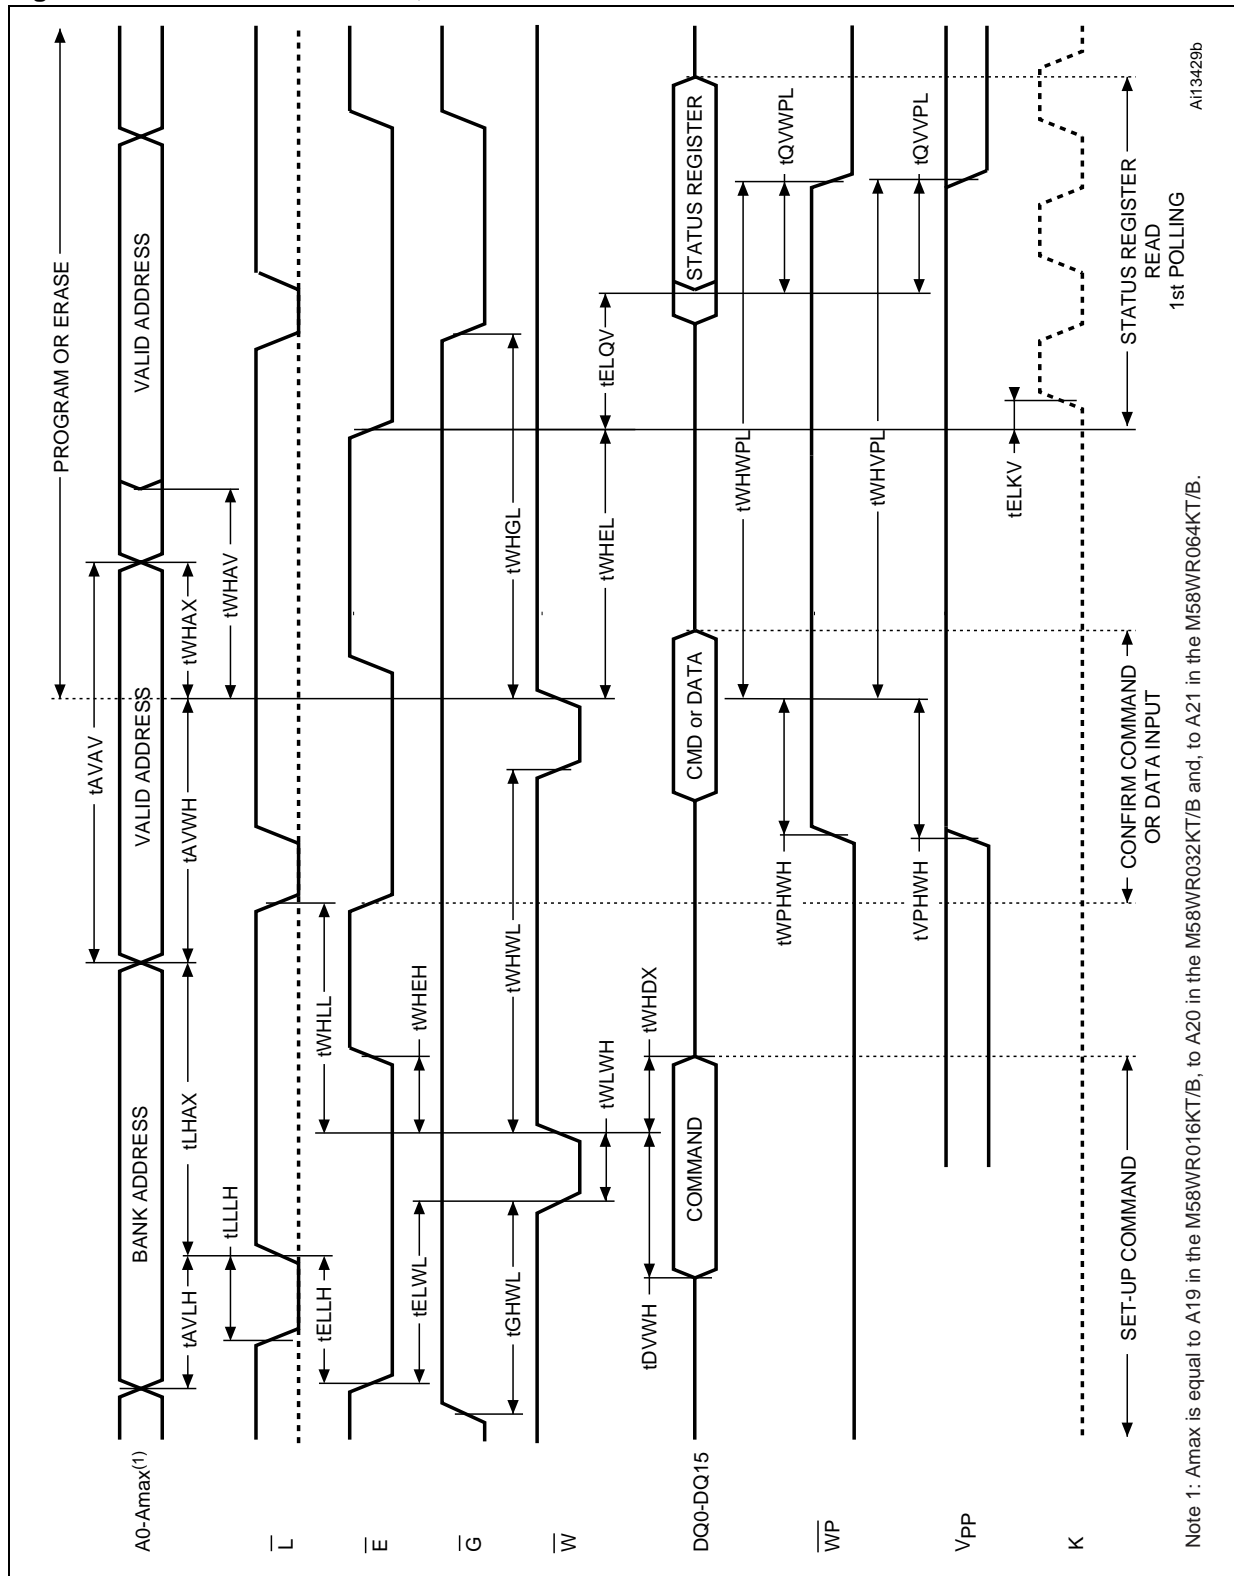 PROGRAM OR ERASE
tAVAV
A0-Amax(1)
BANK ADDRESS
VALID ADDRESS
VALID ADDRESS
tAVLH
tLHAX
tAVWH
tWHAX
tLLLH
tWHAV
L
tELLH
tWHLL
E
tELWL
tWHEH
G
tGHWL
tWHWL
tWHGL
W
tWLWH
tWHEL
tELQV
tDVWH
tWHDX
DQ0-DQ15
COMMAND
CMD or DATA
STATUS REGISTER
tWHWPL
tWPHWH
tQVWPL
WP
tWHVPL
tVPHWH
tQVVPL
VPP
tELKV
K
SET-UP COMMAND
CONFIRM COMMAND
OR DATA INPUT
STATUS REGISTER
READ
1st POLLING
Ai13429b
Note 1: Amax is equal to A19 in the M58WR016KT/B, to A20 in the M58WR032KT/B and, to A21 in the M58WR064KT/B.